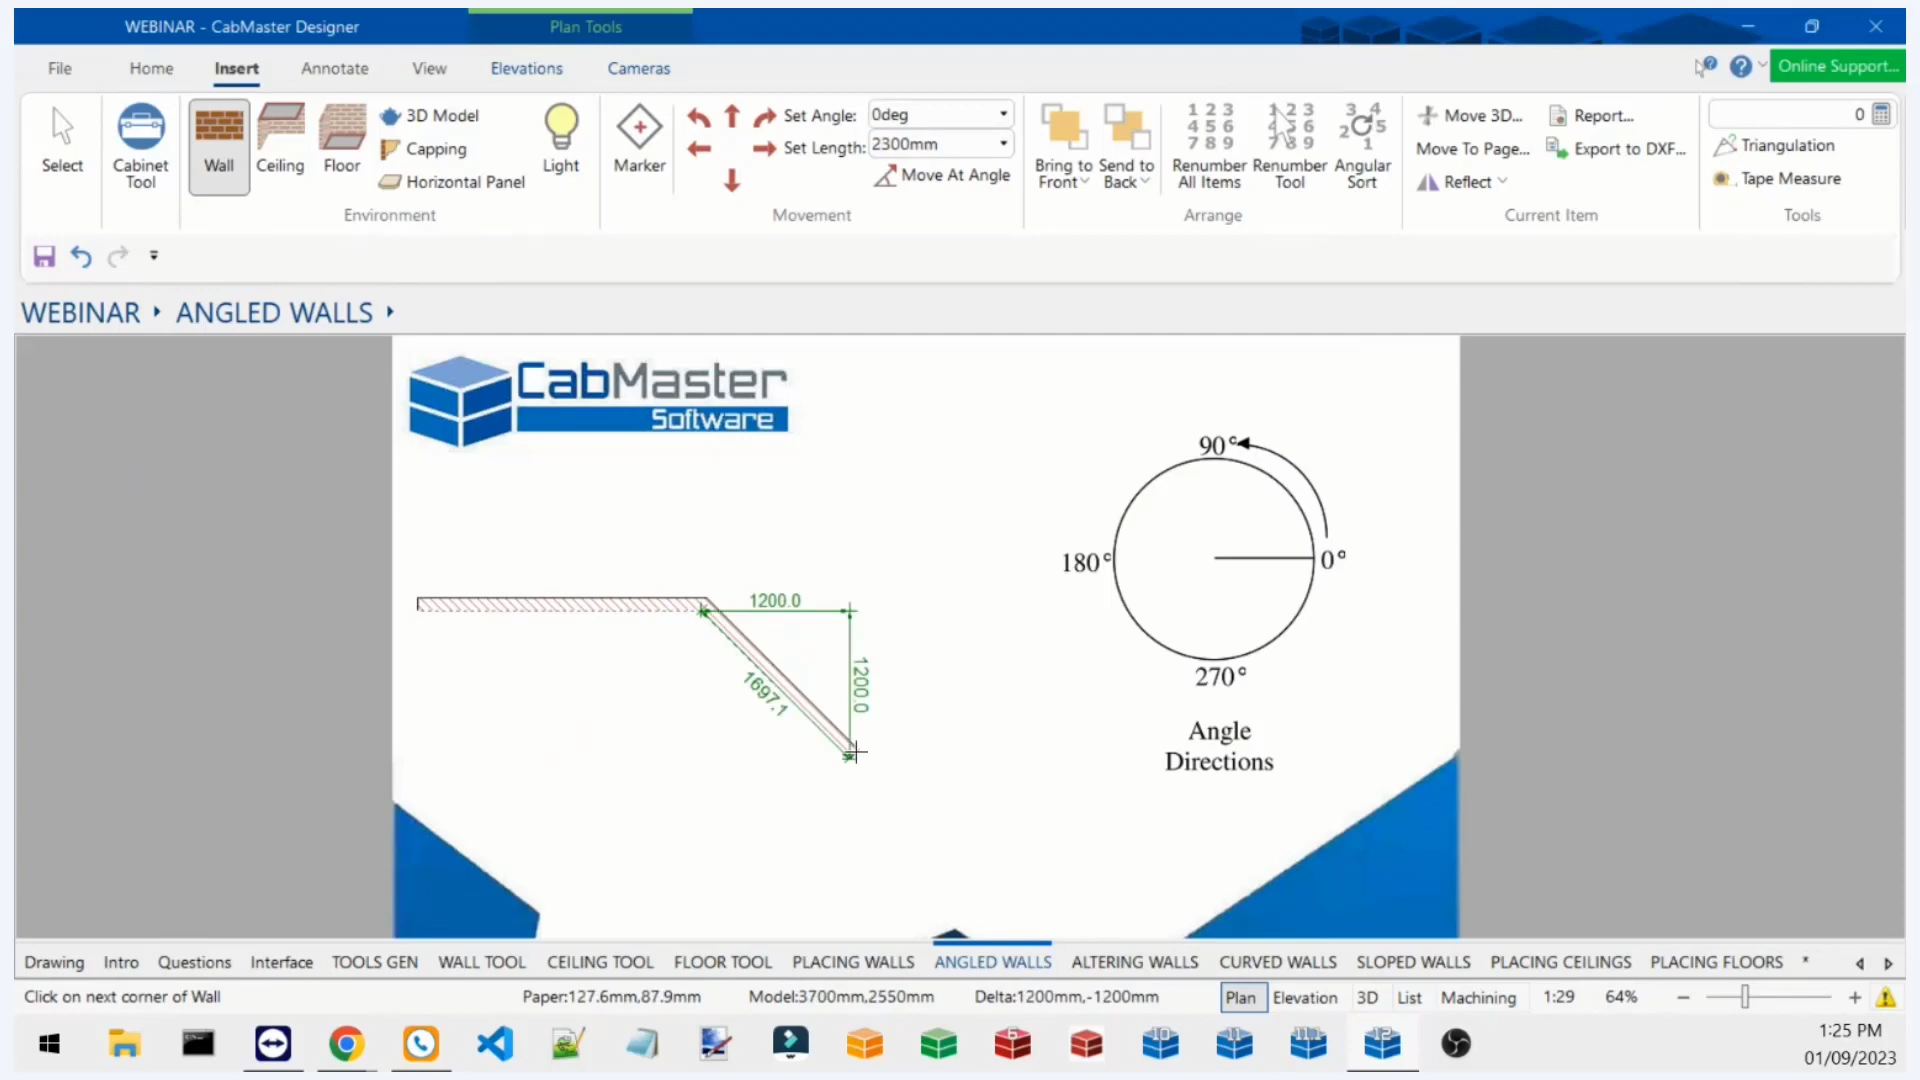 WEBINAR - CabMaster Designer
Plan Tools
File Home Insert Annotate View Elevations Cameras
Online Support...
Select
Cabinet Tool
Wall
Ceiling
Floor
3D Model
Capping
Horizontal Panel
Light
Environment
Marker
Set Angle: 0deg
Set Length: 2300mm
Move At Angle
Movement
Bring to Front
Send to Back
Renumber All Items
Renumber Tool
Angular Sort
Arrange
Move 3D...
Move To Page...
Reflect
Report...
Export to DXF...
Current Item
0
Triangulation
Tape Measure
Tools
WEBINAR ANGLED WALLS
CabMaster
Software
90°
180°
0°
270°
Angle
Directions
1200.0
1200.0
1697.1
Drawing Intro Questions Interface TOOLS GEN WALL TOOL CEILING TOOL FLOOR TOOL PLACING WALLS ANGLED WALLS ALTERING WALLS CURVED WALLS SLOPED WALLS PLACING CEILINGS PLACING FLOORS *
Click on next corner of Wall Paper:127.6mm,87.9mm Model:3700mm,2550mm Delta:1200mm,-1200mm Plan Elevation 3D List Machining 1:29 64%
1:25 PM
01/09/2023